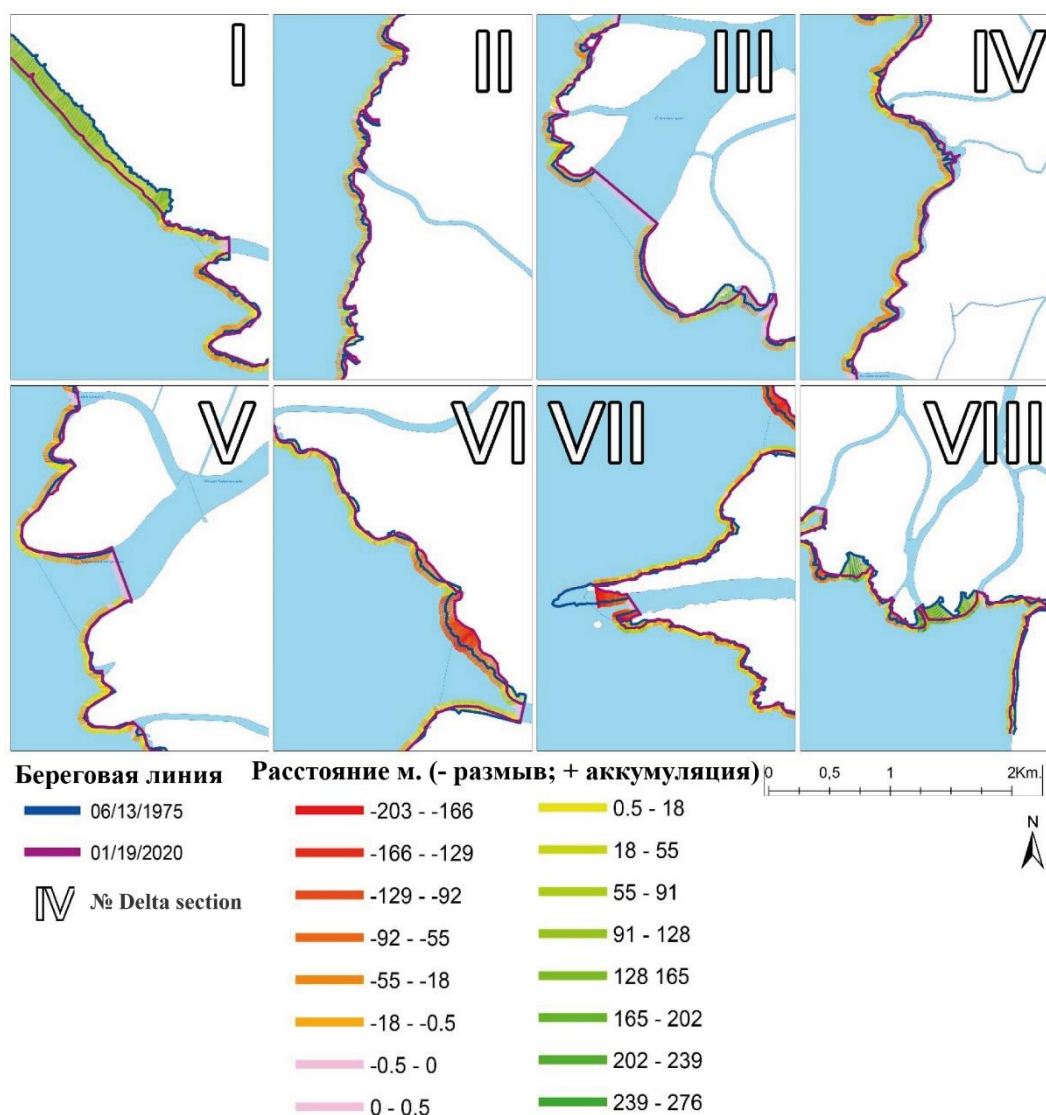 I
II
III
IV
V
VI
VII
VIII
Береговая линия
06/13/1975
01/19/2020
IV № Delta section
Расстояние м. (- размыв; + аккумуляция)
-203 - -166
-166 - -129
-129 - -92
-92 - -55
-55 - -18
-18 - -0.5
-0.5 - 0
0 - 0.5
0.5 - 18
18 - 55
55 - 91
91 - 128
128 165
165 - 202
202 - 239
239 - 276
0 0,5 1 2Km.
N